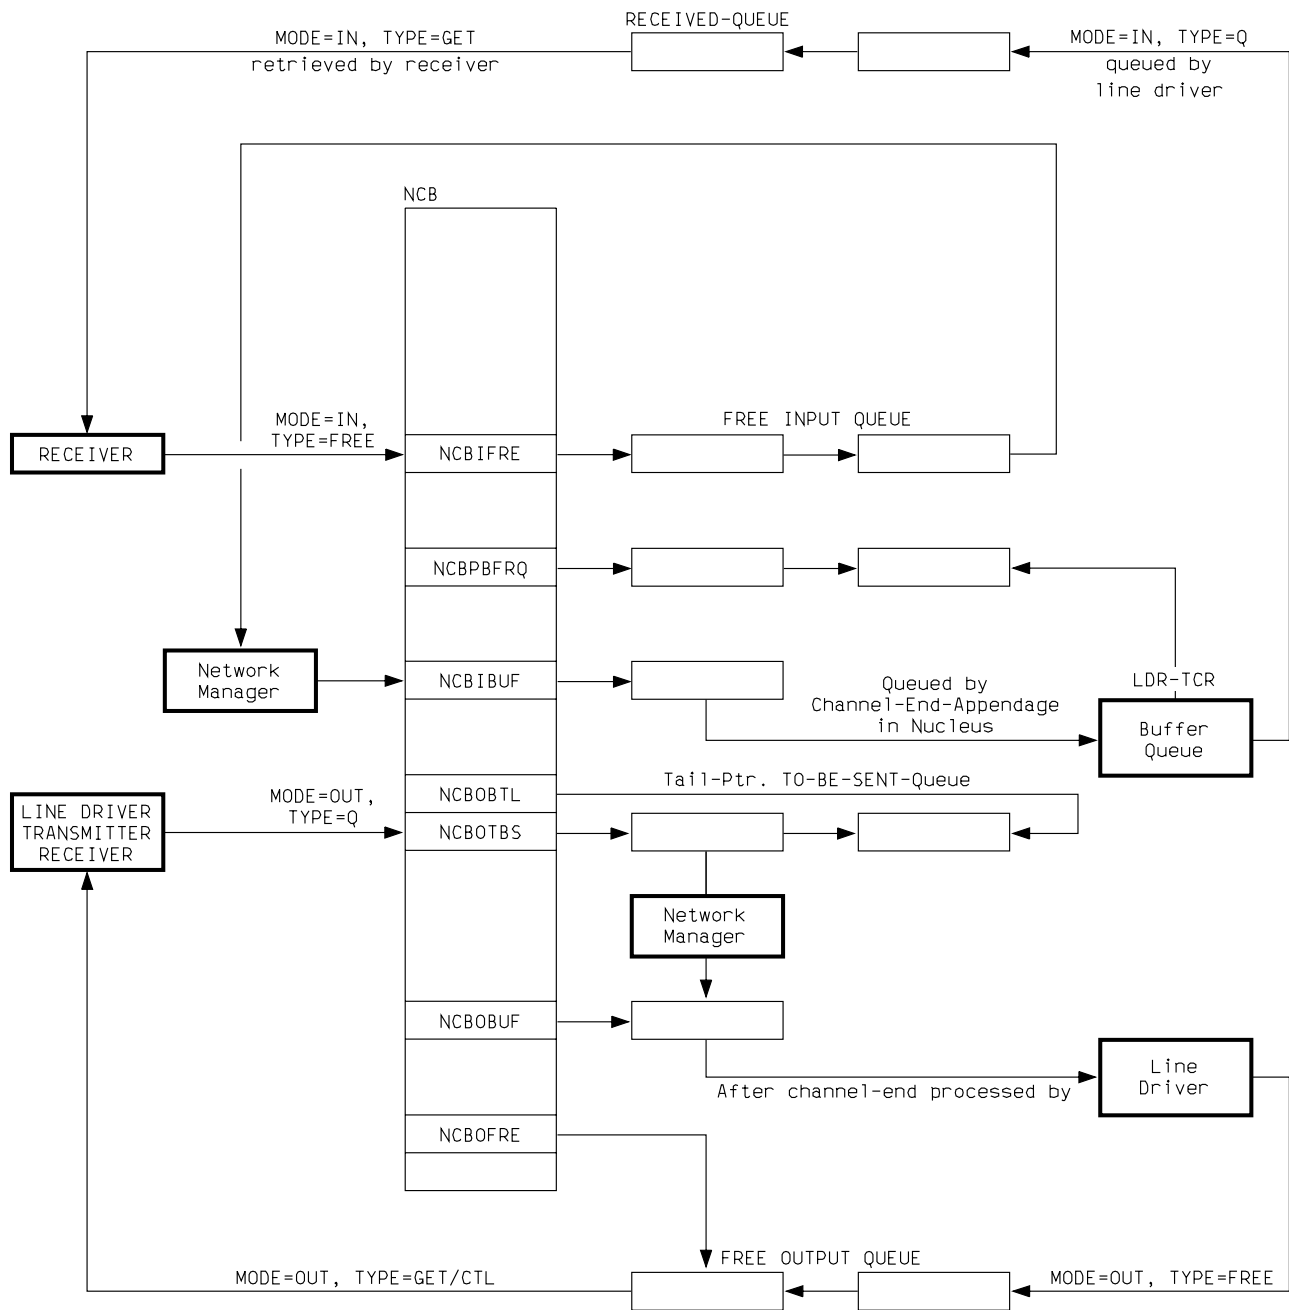 RECEIVED-QUEUE
MODE=IN, TYPE=GET
retrieved by receiver
MODE=IN, TYPE=Q
queued by
line driver
NCB
MODE=IN,
TYPE=FREE
FREE INPUT QUEUE
RECEIVER
NCBIFRE
NCBPBFRQ
Network
Manager
NCBIBUF
Queued by
Channel-End-Appendage
in Nucleus
LDR-TCR
Buffer
Queue
Tail-Ptr. TO-BE-SENT-Queue
NCBOBTL
MODE=OUT,
TYPE=Q
LINE DRIVER
TRANSMITTER
RECEIVER
NCBOTBS
Network
Manager
NCBOBUF
Line
Driver
After channel-end processed by
NCBOFRE
FREE OUTPUT QUEUE
MODE=OUT, TYPE=GET/CTL
MODE=OUT, TYPE=FREE